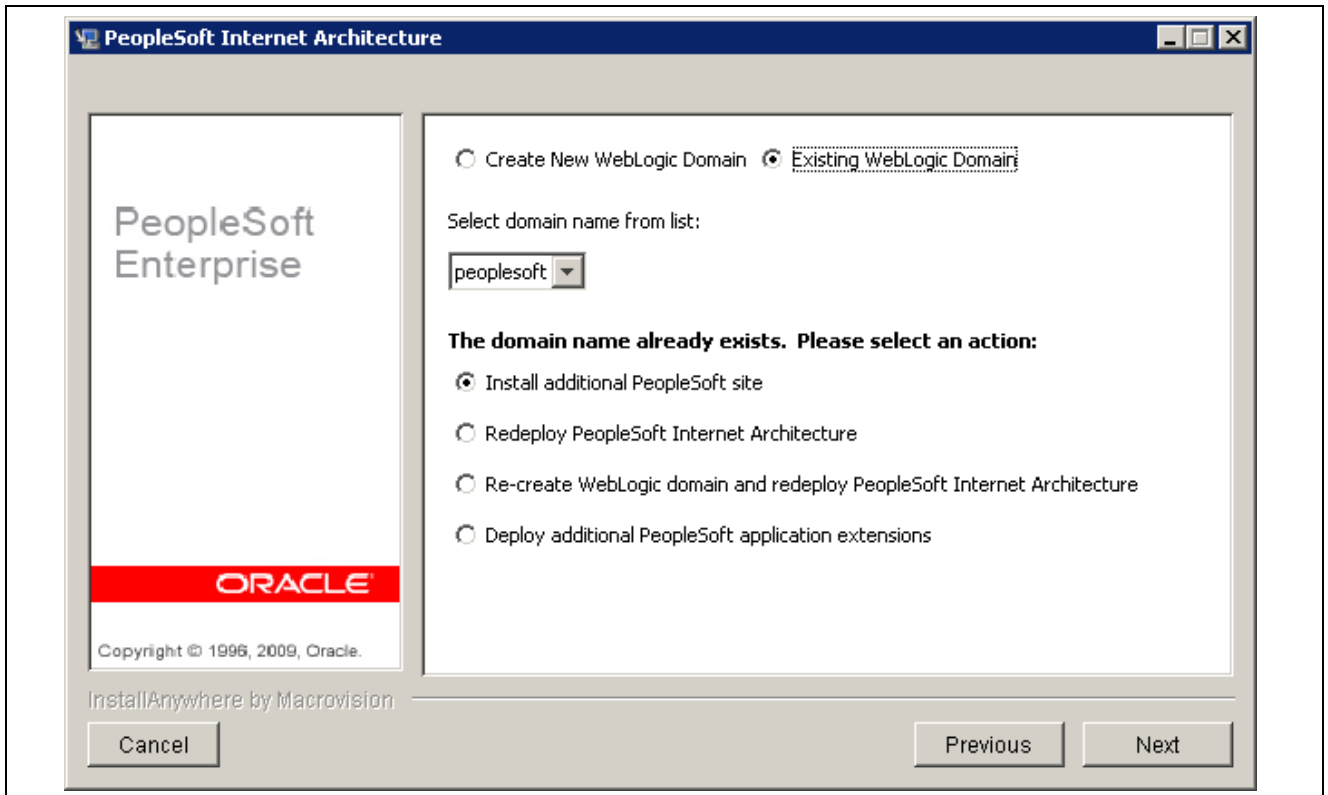 PeopleSoft Internet Architecture
Create New WebLogic Domain Existing WebLogic Domain
PeopleSoft
Enterprise
Select domain name from list:
peoplesoft
The domain name already exists. Please select an action:
Install additional PeopleSoft site
Redeploy PeopleSoft Internet Architecture
Re-create WebLogic domain and redeploy PeopleSoft Internet Architecture
Deploy additional PeopleSoft application extensions
ORACLE
Copyright © 1996, 2009, Oracle.
InstallAnywhere by Macrovision
Cancel Previous Next